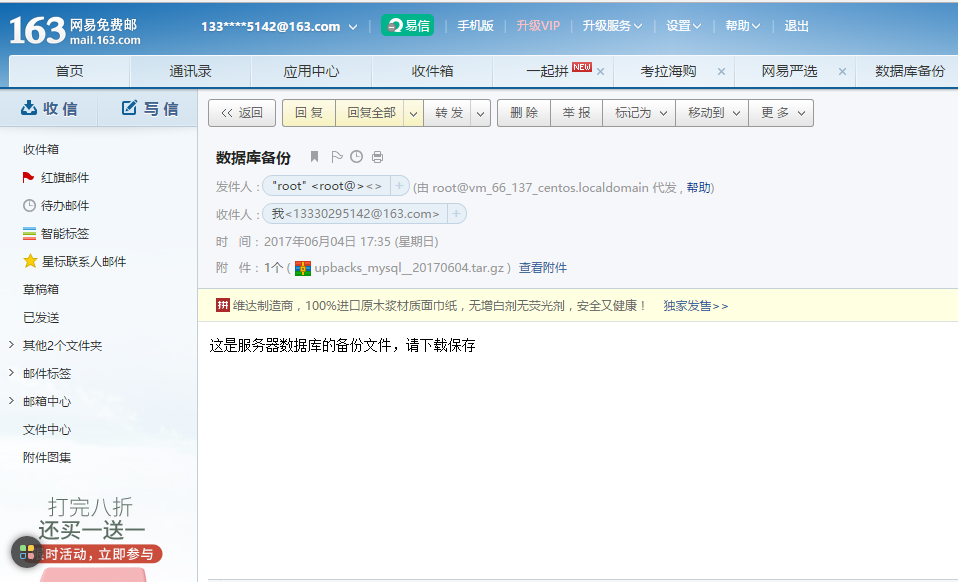 163 网易免费邮 mail.163.com 133****5142@163.com 易信 手机版 升级VIP 升级服务 设置 帮助 退出
首页 通讯录 应用中心 收件箱 一起拼 NEW × 考拉海购 × 网易严选 × 数据库备份
收信 写信 << 返回 回复 回复全部 转发 删除 举报 标记为 移动到 更多
收件箱
红旗邮件
待办邮件
智能标签
星标联系人邮件
草稿箱
已发送
其他2个文件夹
邮件标签
邮箱中心
文件中心
附件图集
打完八折
还买一送一
时活动，立即参与
数据库备份
发件人： "root" <root@><> + (由 root@vm_66_137_centos.localdomain 代发 , 帮助)
收件人： 我<13330295142@163.com> +
时 间：2017年06月04日 17:35 (星期日)
附 件：1个 ( upbacks_mysql__20170604.tar.gz ) 查看附件
拼 维达制造商，100%进口原木浆材质面巾纸，无增白剂无荧光剂，安全又健康！ 独家发售>>
这是服务器数据库的备份文件，请下载保存